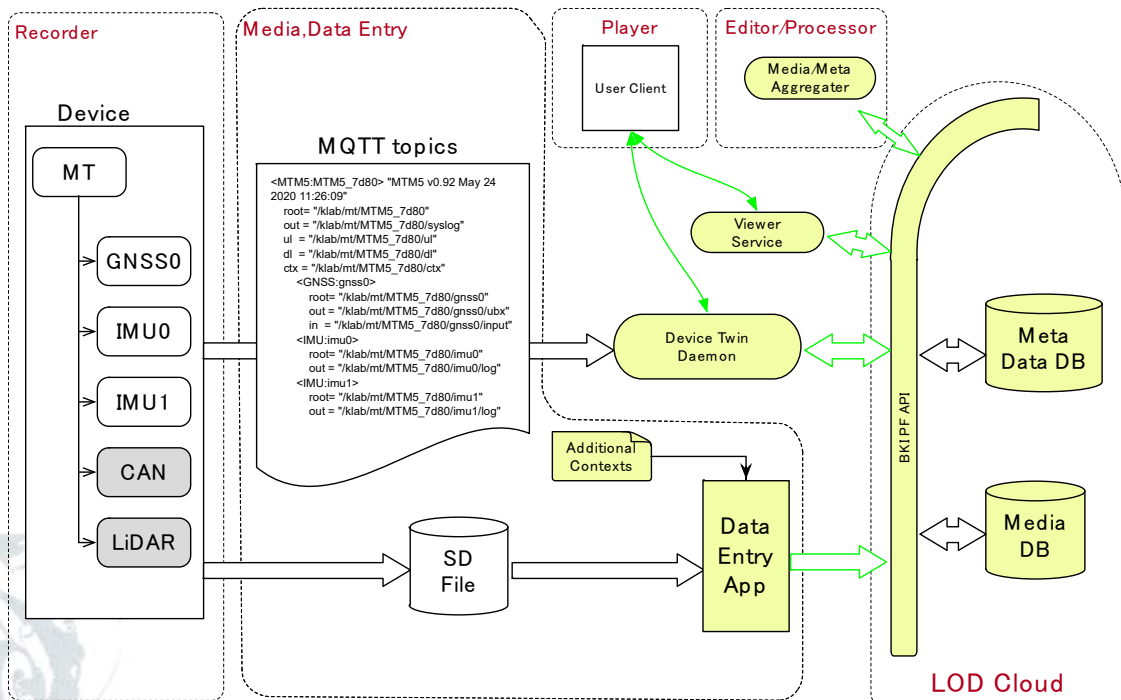 Recorder
Media,Data Entry
Player
Editor/Processor
Device
MT
GNSS0
IMU0
IMU1
CAN
LiDAR
MQTT topics
<MTM5:MTM5_7d80> "MTM5 v0.92 May 24
2020 11:26:09"
root= "/klab/mt/MTM5_7d80"
out = "/klab/mt/MTM5_7d80/syslog"
ul = "/klab/mt/MTM5_7d80/ul"
dl = "/klab/mt/MTM5_7d80/dl"
ctx = "/klab/mt/MTM5_7d80/ctx"
<GNSS:gnss0>
root= "/klab/mt/MTM5_7d80/gnss0"
out = "/klab/mt/MTM5_7d80/gnss0/ubx"
in = "/klab/mt/MTM5_7d80/gnss0/input"
<IMU:imu0>
root= "/klab/mt/MTM5_7d80/imu0"
out = "/klab/mt/MTM5_7d80/imu0/log"
<IMU:imu1>
root= "/klab/mt/MTM5_7d80/imu1"
out = "/klab/mt/MTM5_7d80/imu1/log"
SD
File
User Client
Media/Meta
Aggregater
Viewer
Service
Device Twin
Daemon
Additional
Contexts
Data
Entry
App
BKI PF API
Meta
Data DB
Media
DB
LOD Cloud